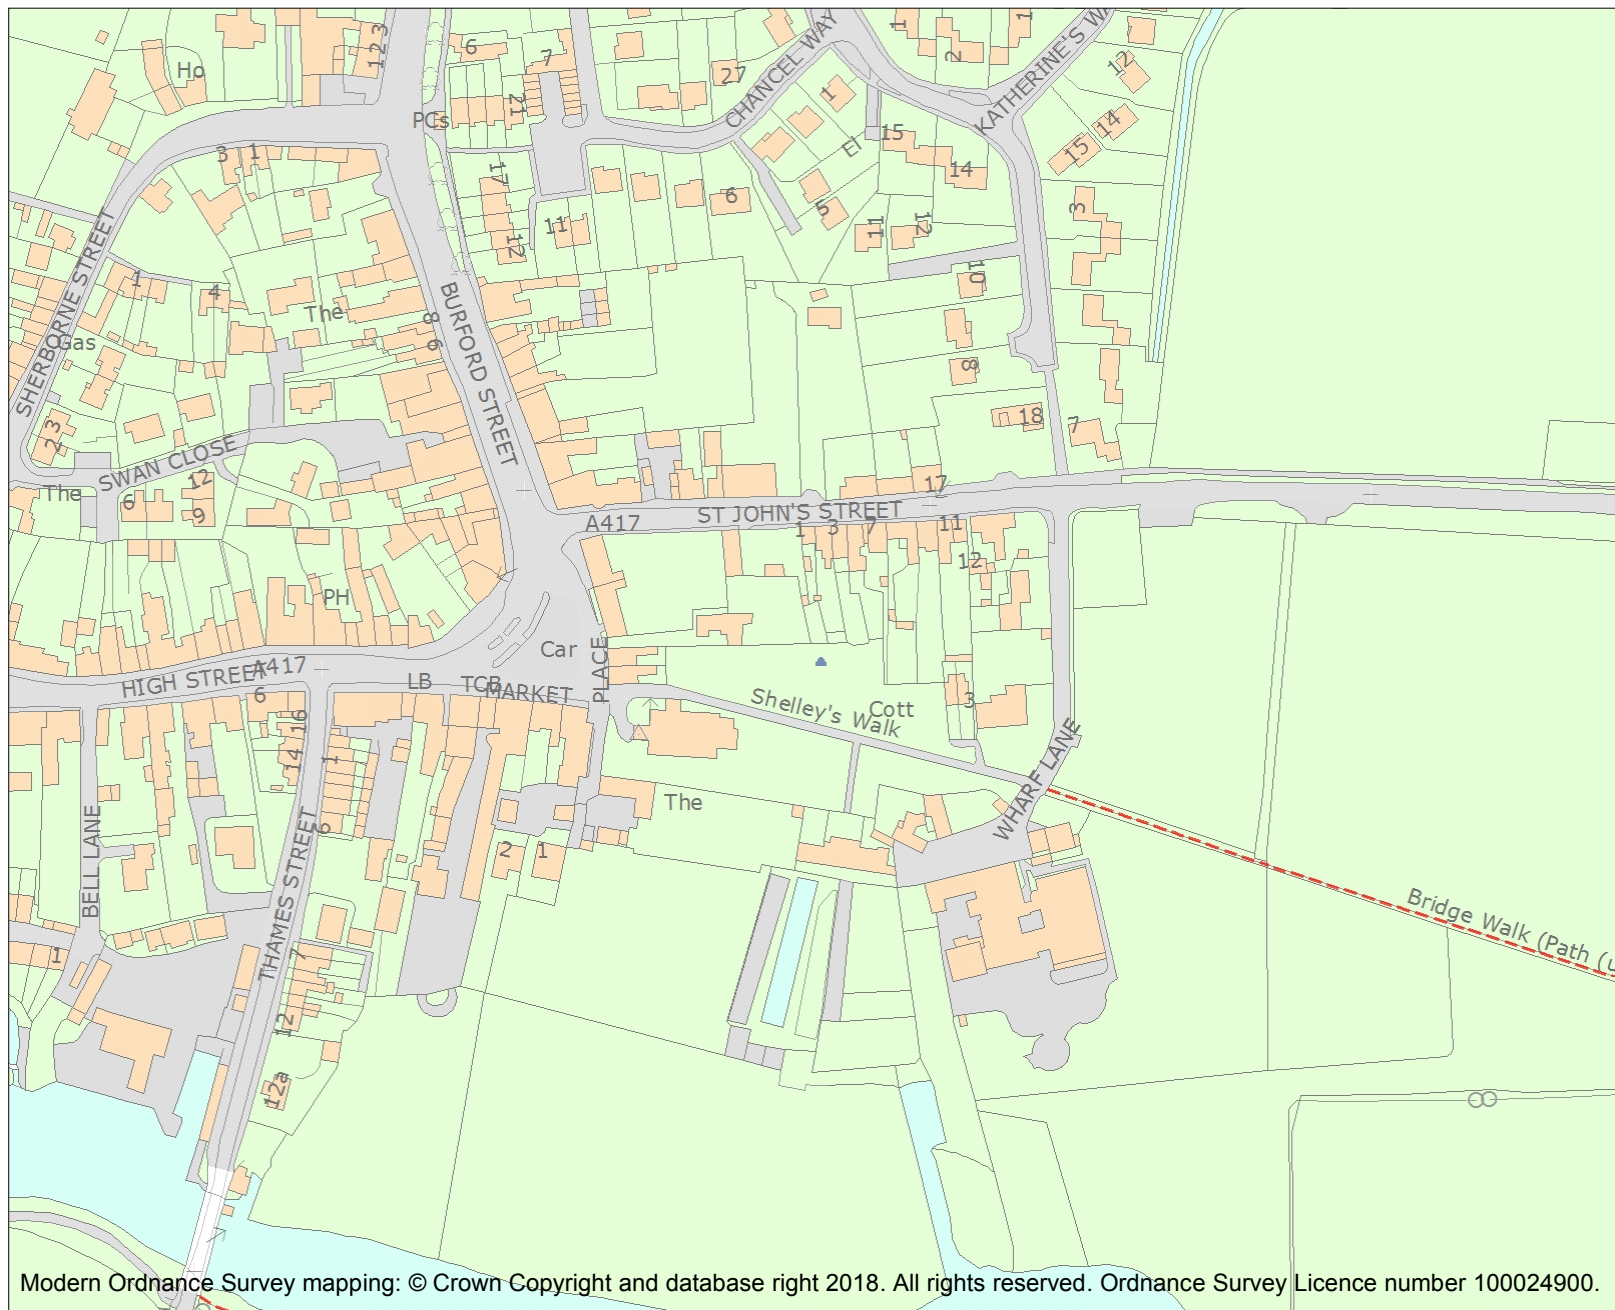 1 2 3
6
7
1
2
1
Ho
27
CHANCEL WAY
KATHERINE'S WA
12
21
PCs
1
15
El
14
15
14
3
1
17
6
5
11
12
3
11
12
10
SHERBORNE STREET
1
4
The
Gas
8
6
BURFORD STREET
8
18
7
2 3
SWAN CLOSE
The
6
12
9
17
A417
ST JOHN'S STREET
1
3
7
11
12
PH
Car
PLACE
HIGH STREET
A417
6
LB
TCB
MARKET
Shelley's Walk
Cott
3
16
14
1
WHARF LANE
The
6
2
1
BELL LANE
THAMES STREET
Bridge Walk (Path (u
1
7
12
12a
Modern Ordnance Survey mapping: © Crown Copyright and database right 2018. All rights reserved. Ordnance Survey Licence number 100024900.